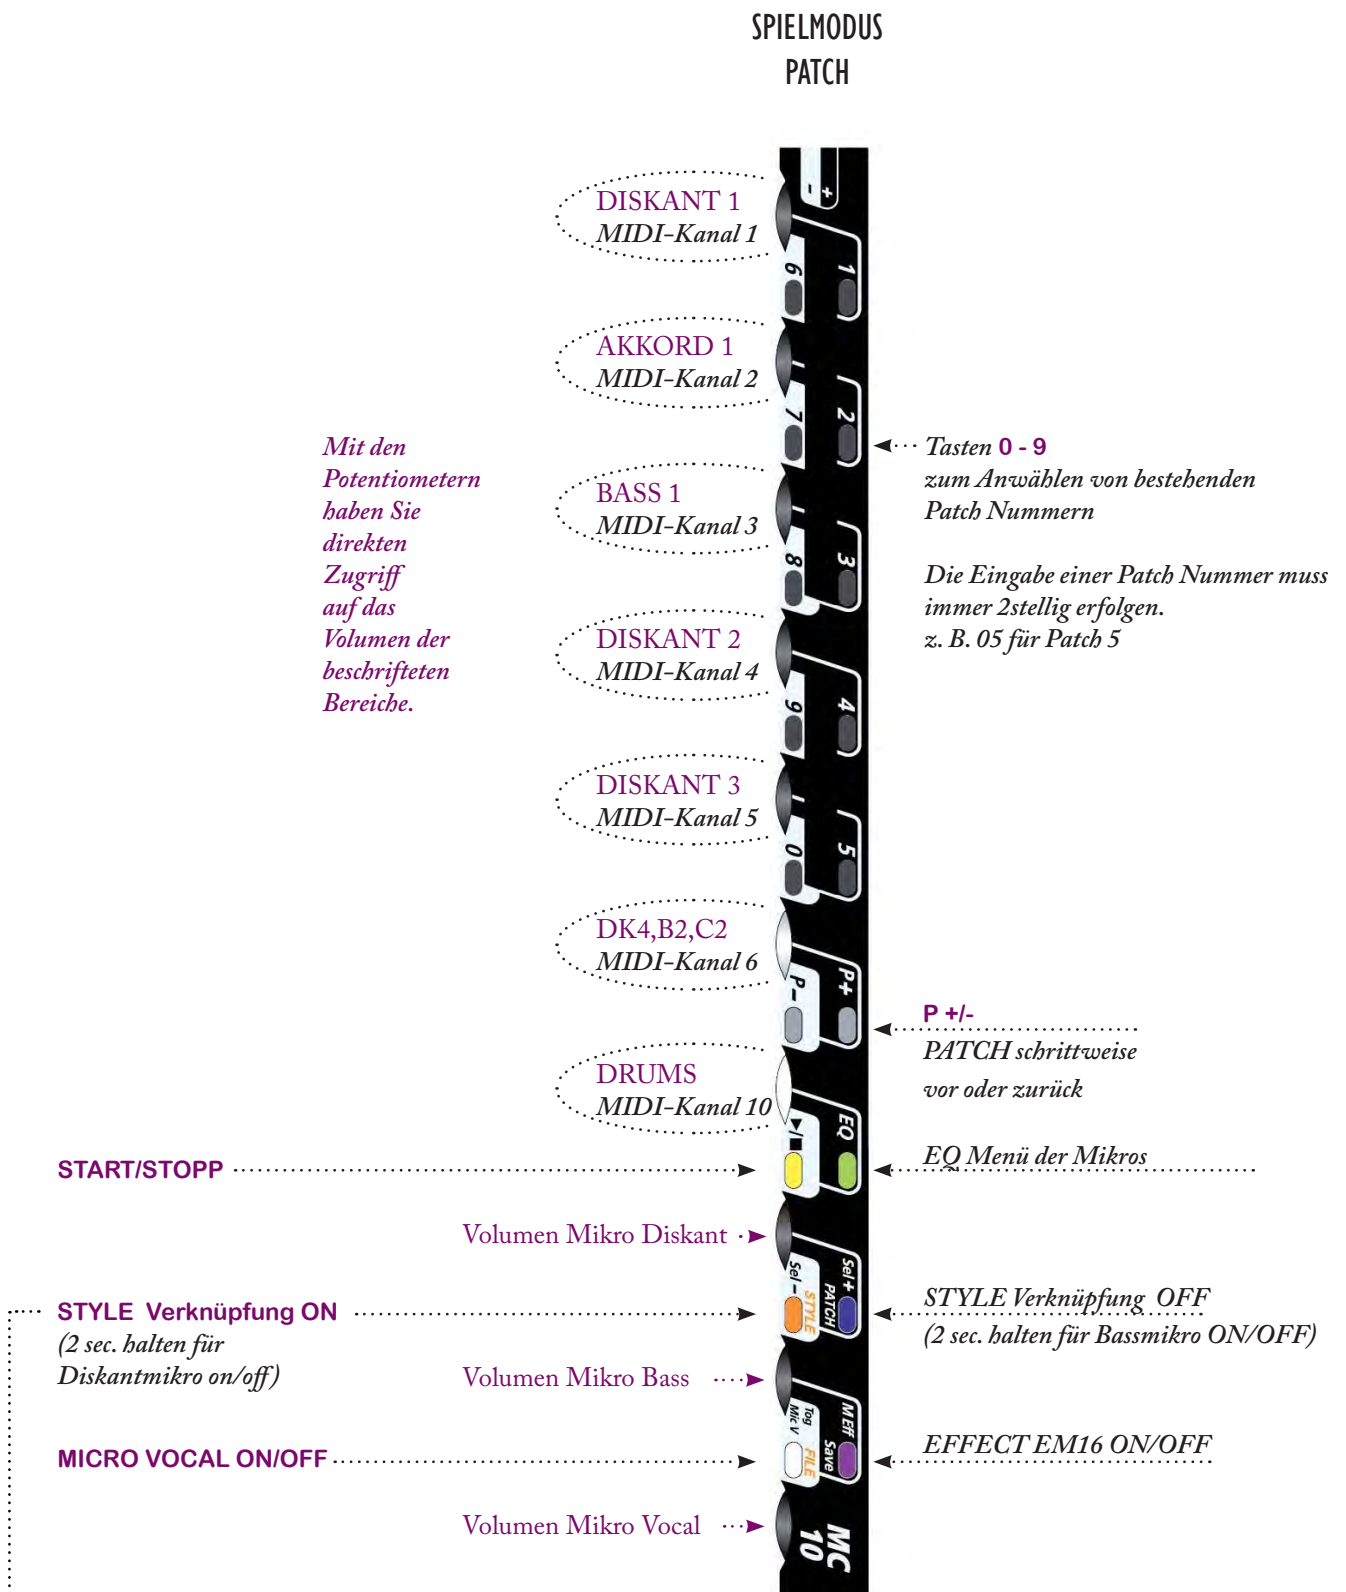 SPIELMODUS
PATCH
+
-
DISKANT 1
MIDI-Kanal 1
6
1
AKKORD 1
MIDI-Kanal 2
7
2
Mit den
Potentiometern
haben Sie
direkten
Zugriff
auf das
Volumen der
beschrifteten
Bereiche.
Tasten 0 - 9
zum Anwählen von bestehenden
Patch Nummern
Die Eingabe einer Patch Nummer muss
immer 2stellig erfolgen.
z. B. 05 für Patch 5
BASS 1
MIDI-Kanal 3
8
3
DISKANT 2
MIDI-Kanal 4
9
4
DISKANT 3
MIDI-Kanal 5
0
5
DK4,B2,C2
MIDI-Kanal 6
P-
P+
P +/-
PATCH schrittweise
vor oder zurück
DRUMS
MIDI-Kanal 10
►/■
EQ
START/STOPP
EQ Menü der Mikros
Volumen Mikro Diskant
Sel -
STYLE
PATCH
Sel +
STYLE Verknüpfung ON
(2 sec. halten für
Diskantmikro on/off)
STYLE Verknüpfung OFF
(2 sec. halten für Bassmikro ON/OFF)
Volumen Mikro Bass
Tog
Mic V
FILE
M Eff
Save
MICRO VOCAL ON/OFF
EFFECT EM16 ON/OFF
Volumen Mikro Vocal
MC
10